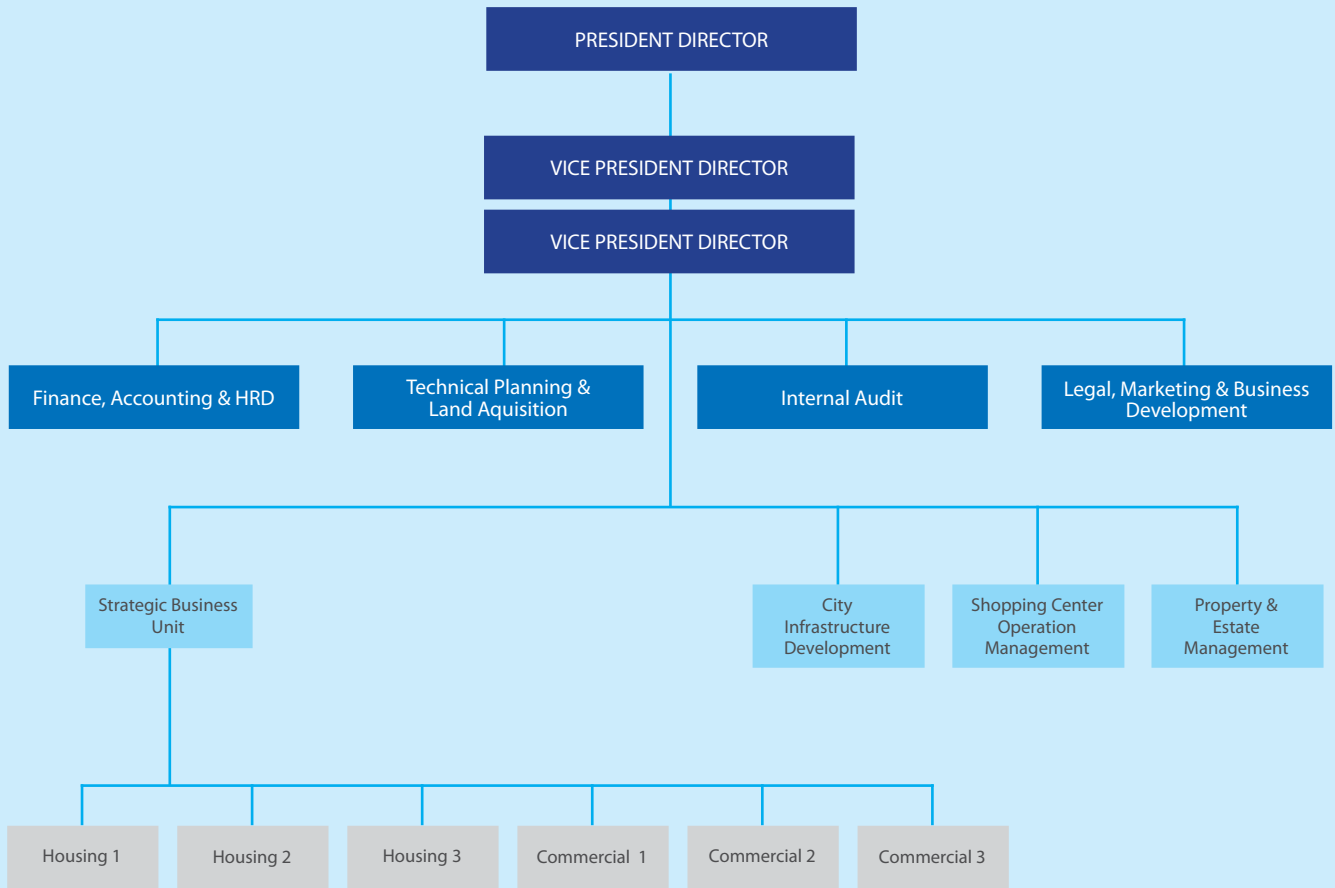 PRESIDENT DIRECTOR
VICE PRESIDENT DIRECTOR
VICE PRESIDENT DIRECTOR
Finance, Accounting & HRD
Technical Planning &
Land Aquisition
Internal Audit
Legal, Marketing & Business
Development
Strategic Business
Unit
City
Infrastructure
Development
Shopping Center
Operation
Management
Property &
Estate
Management
Housing 1
Housing 2
Housing 3
Commercial 1
Commercial 2
Commercial 3